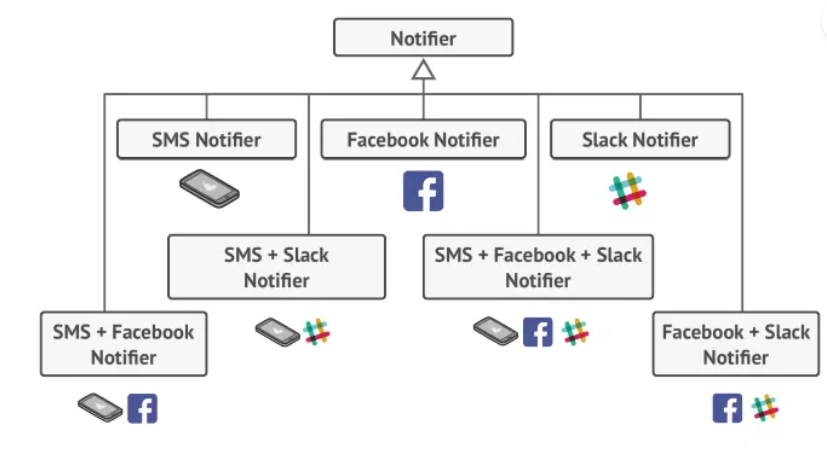 Notifier
SMS Notifier
Facebook Notifier
Slack Notifier
SMS + Slack
Notifier
SMS + Facebook + Slack
Notifier
SMS + Facebook
Notifier
Facebook + Slack
Notifier